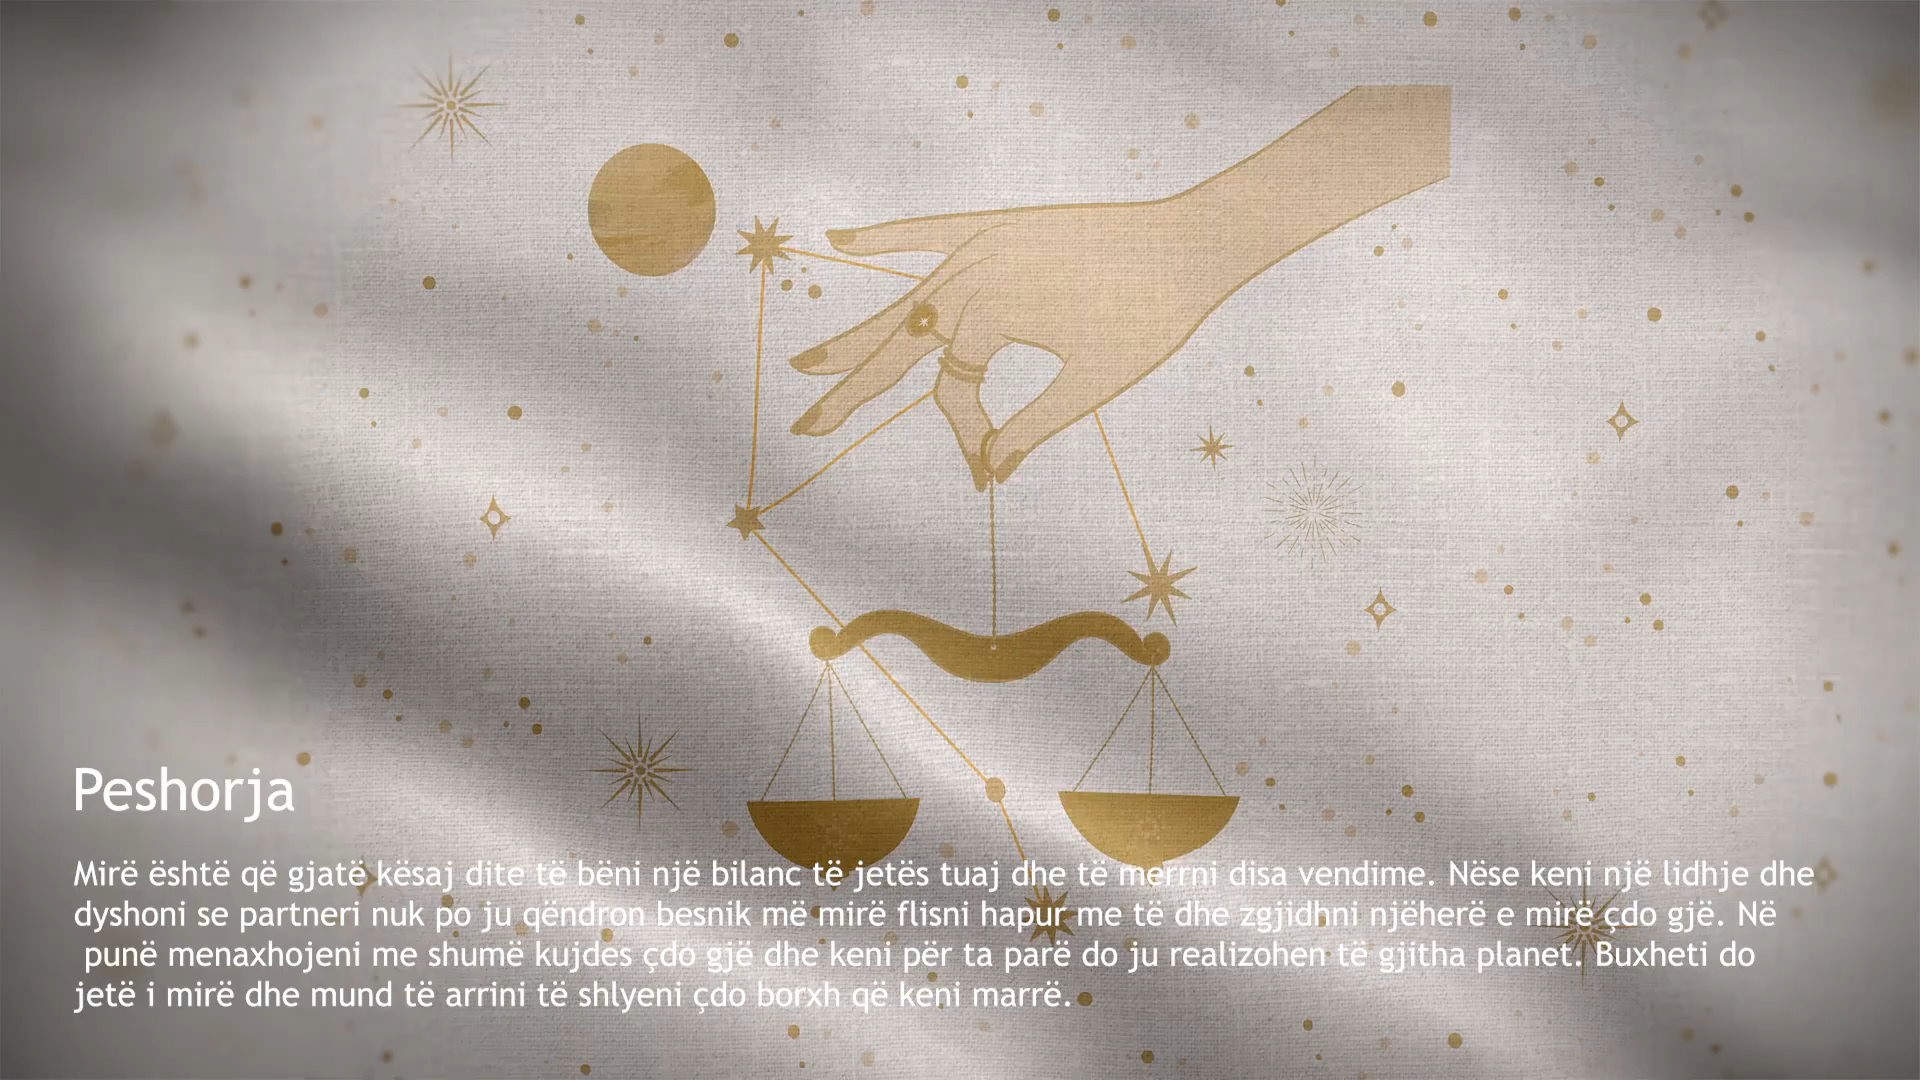 Peshorja
Mirë është që gjatë kësaj dite të bëni një bilanc të jetës tuaj dhe të merrni disa vendime. Nëse keni një lidhje dhe
dyshoni se partneri nuk po ju qëndron besnik më mirë flisni hapur me të dhe zgjidhni njëherë e mirë çdo gjë. Në
punë menaxhojeni me shumë kujdes çdo gjë dhe keni për ta parë do ju realizohen të gjitha planet. Buxheti do
jetë i mirë dhe mund të arrini të shlyeni çdo borxh që keni marrë.